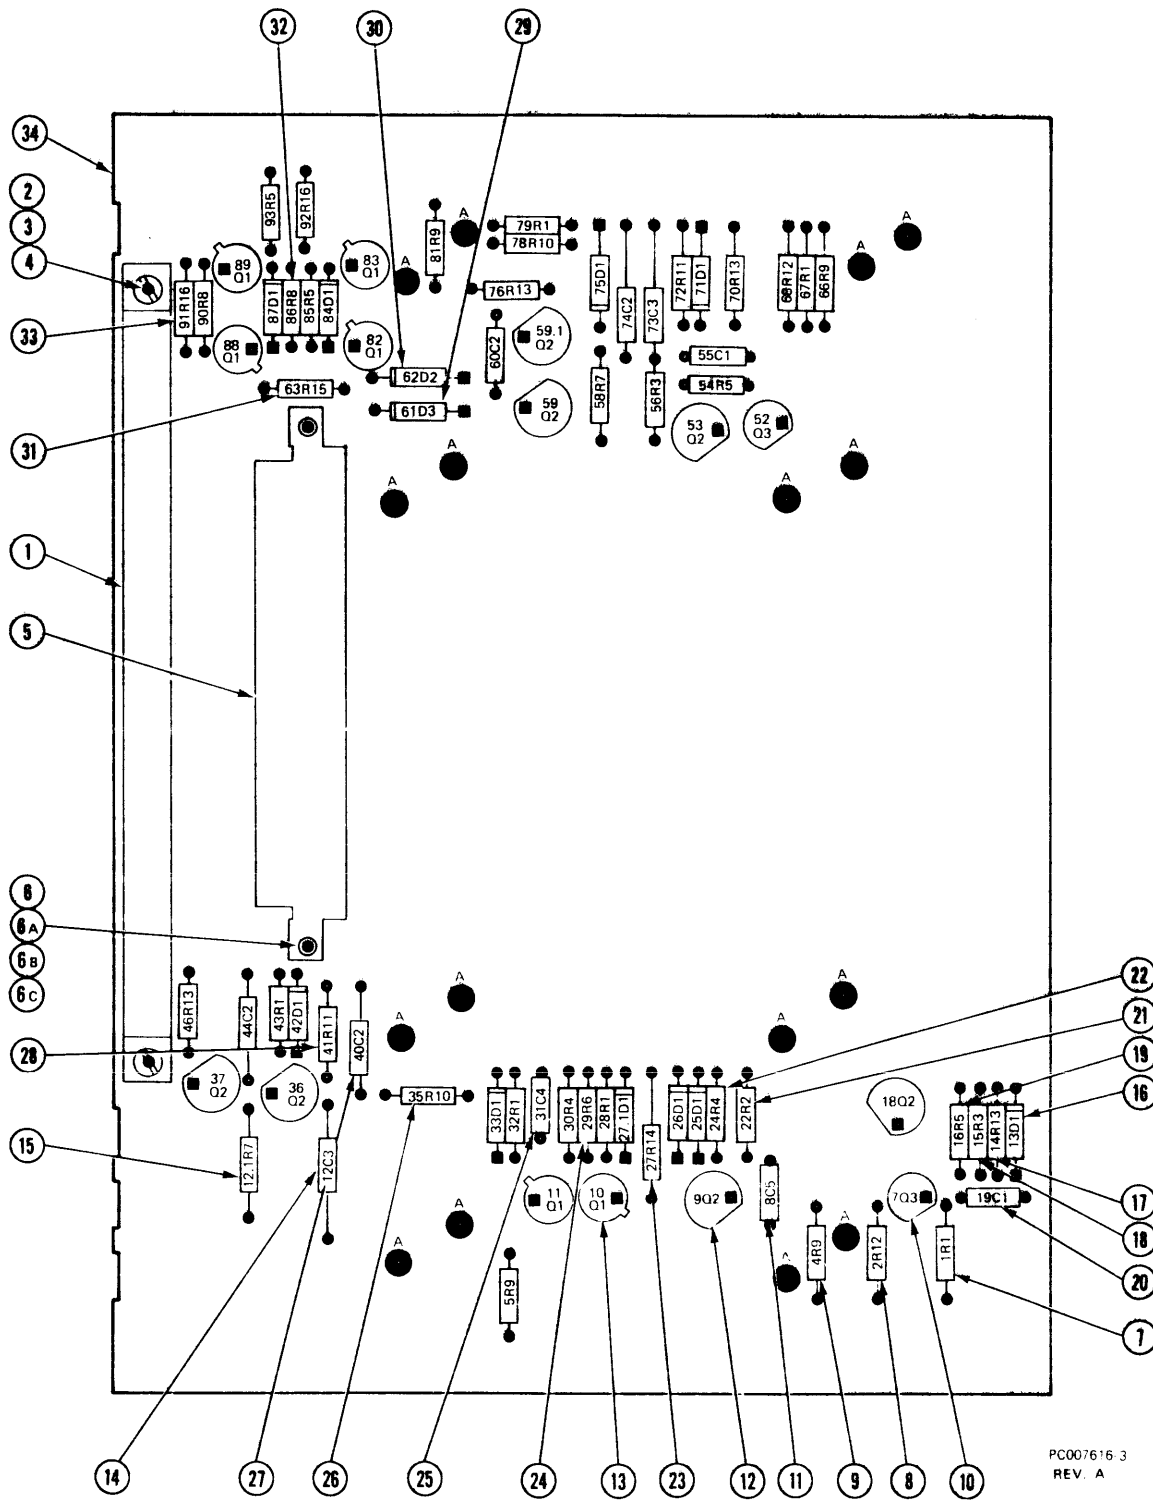 32
30
29
34
2
3
4
33
31
1
5
6
6A
6B
6C
28
15
93R5
92R16
81R9
A
79R1
78R10
A
89
Q1
83
Q1
A
76R13
75D1
74C2
73C3
72R11
71D1
70R13
68R12
67R1
66R9
A
91R16
90R8
87D1
86R8
85R5
84D1
88
Q1
82
Q1
60C2
59.1
Q2
55C1
54R5
62D2
61D3
63R15
59
Q2
58R7
56R3
53
Q2
52
Q3
A
A
A
A
A
A
A
A
46R13
44C2
43R1
42D1
41R11
40C2
37
Q2
36
Q2
35R10
33D1
32R1
31C4
30R4
29R6
28R1
27.1D1
27R14
26D1
25D1
24R4
22R2
18Q2
16R5
15R3
14R13
13D1
22
21
19
16
12.1R7
12C3
11
Q1
10
Q1
9Q2
8C5
7Q3
19C1
17
18
20
7
A
A
5R9
A
A
4R9
2R12
1R1
14
27
26
25
24
13
23
12
11
9
8
10
PC007616-3
REV. A